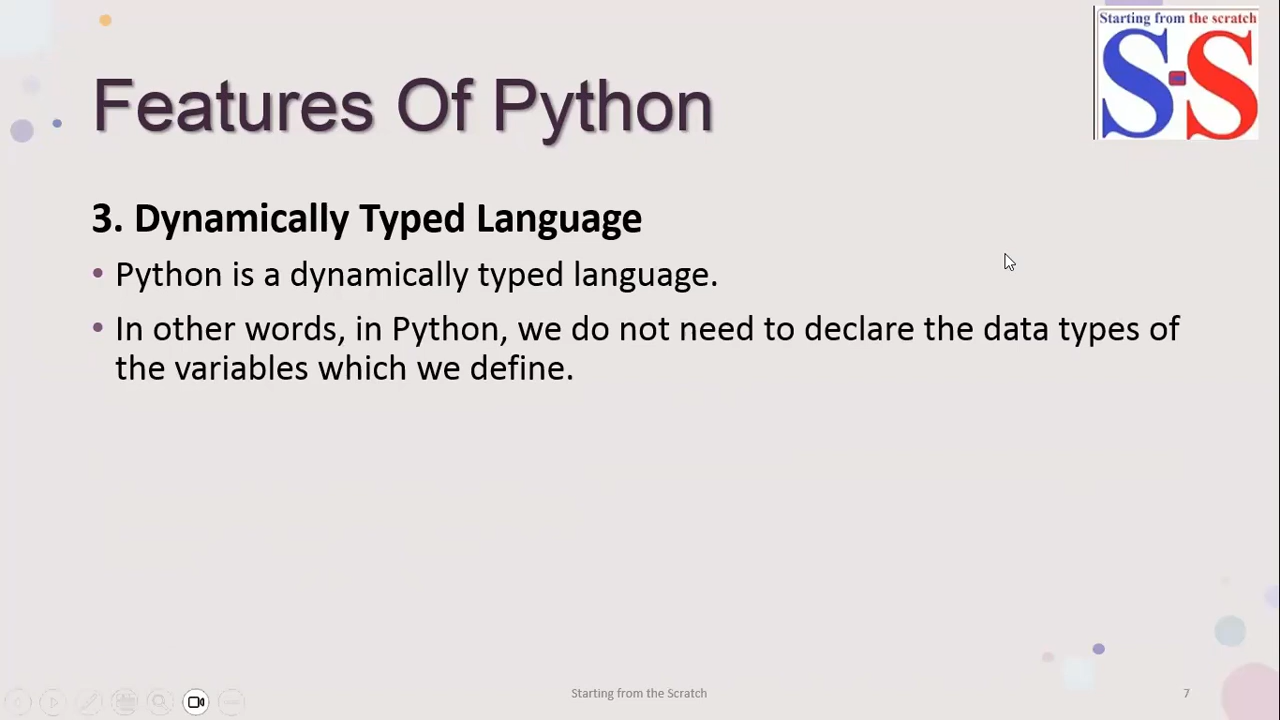 Starting from the scratch
S-S
Features Of Python
3. Dynamically Typed Language
• Python is a dynamically typed language.
• In other words, in Python, we do not need to declare the data types of
the variables which we define.
Starting from the Scratch
7